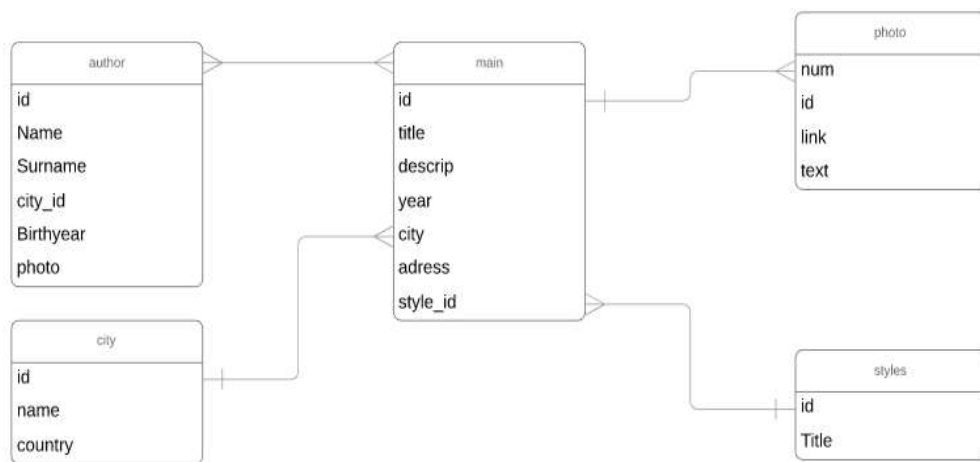 author
id
Name
Surname
city_id
Birthyear
photo
city
id
name
country
main
id
title
descrip
year
city
adress
style_id
photo
num
id
link
text
styles
id
Title